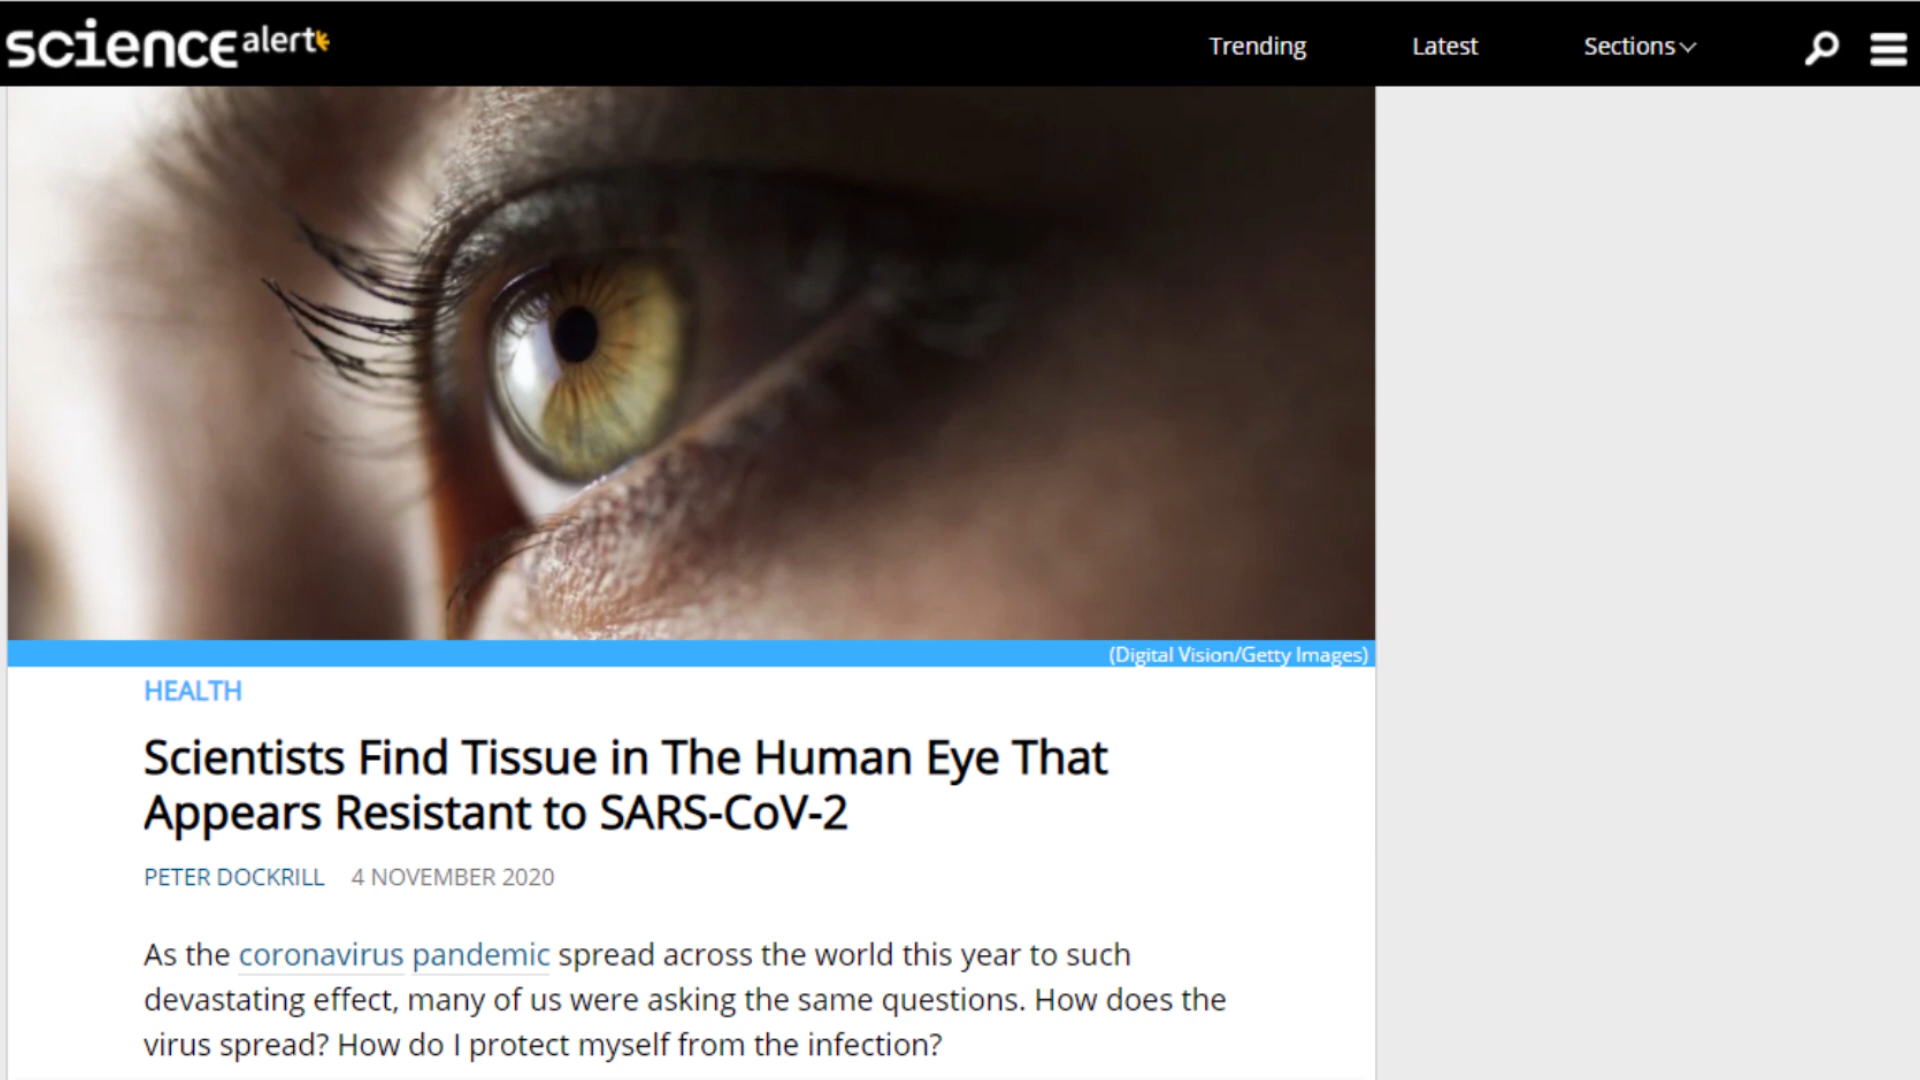 sciencealert
Trending
Latest
Sections
(Digital Vision/Getty Images)
HEALTH
Scientists Find Tissue in The Human Eye That
Appears Resistant to SARS-CoV-2
PETER DOCKRILL 4 NOVEMBER 2020
As the coronavirus pandemic spread across the world this year to such
devastating effect, many of us were asking the same questions. How does the
virus spread? How do I protect myself from the infection?